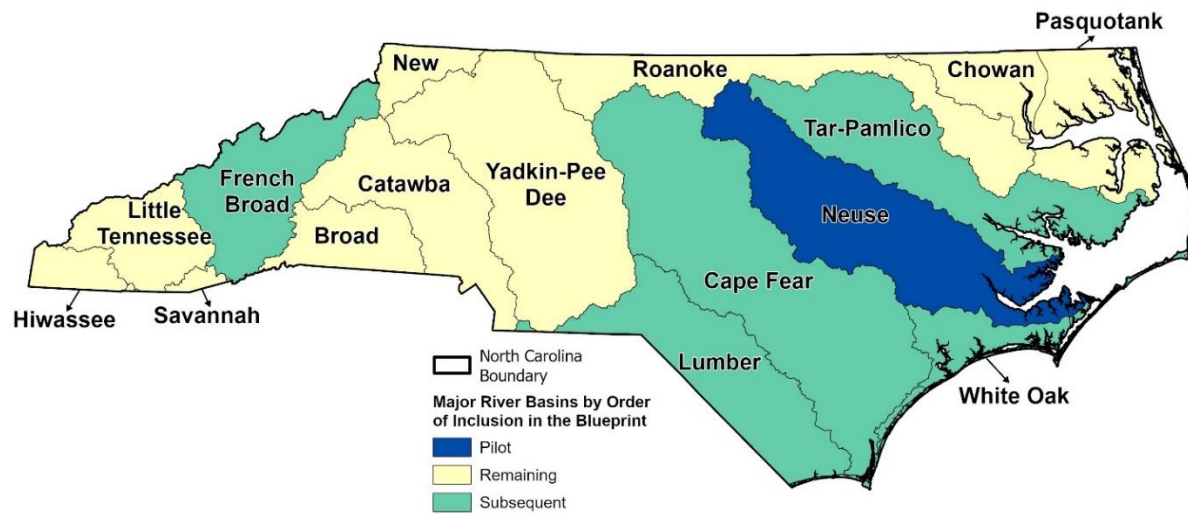 Pasquotank
New
Roanoke
Chowan
Tar-Pamlico
French
Broad
Catawba
Yadkin-Pee
Dee
Little
Tennessee
Broad
Neuse
Cape Fear
Hiwassee
Savannah
Lumber
White Oak
North Carolina
Boundary
Major River Basins by Order
of Inclusion in the Blueprint
Pilot
Remaining
Subsequent